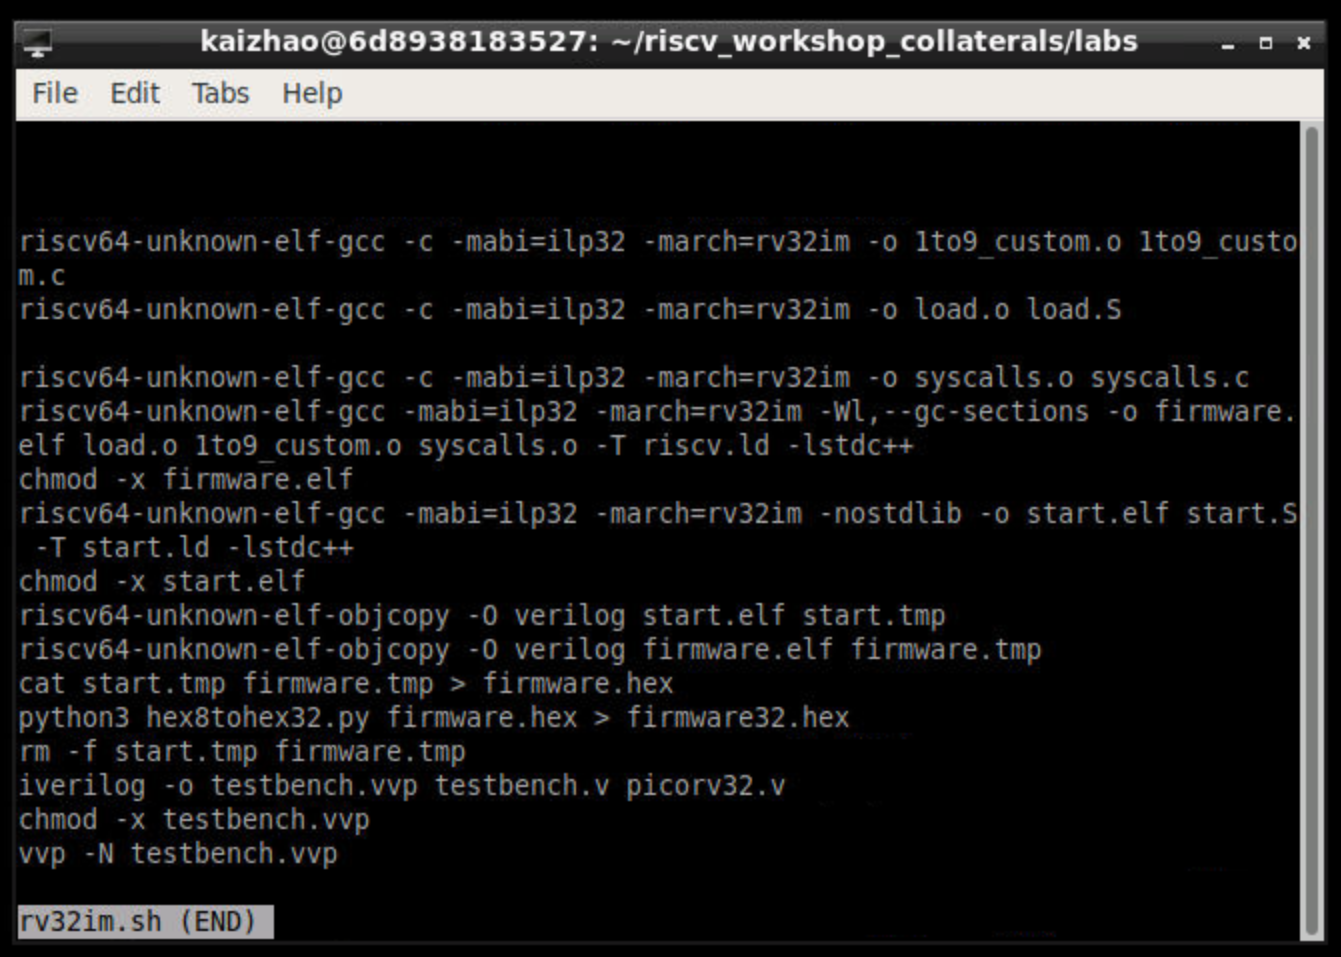 kaizhao@6d8938183527: ~/riscv_workshop_collaterals/labs
File Edit Tabs Help
riscv64-unknown-elf-gcc -c -mabi=ilp32 -march=rv32im -o 1to9_custom.o 1to9_custo
m.c
riscv64-unknown-elf-gcc -c -mabi=ilp32 -march=rv32im -o load.o load.S
riscv64-unknown-elf-gcc -c -mabi=ilp32 -march=rv32im -o syscalls.o syscalls.c
riscv64-unknown-elf-gcc -mabi=ilp32 -march=rv32im -Wl,--gc-sections -o firmware.
elf load.o 1to9_custom.o syscalls.o -T riscv.ld -lstdc++
chmod -x firmware.elf
riscv64-unknown-elf-gcc -mabi=ilp32 -march=rv32im -nostdlib -o start.elf start.S
-T start.ld -lstdc++
chmod -x start.elf
riscv64-unknown-elf-objcopy -O verilog start.elf start.tmp
riscv64-unknown-elf-objcopy -O verilog firmware.elf firmware.tmp
cat start.tmp firmware.tmp > firmware.hex
python3 hex8tohex32.py firmware.hex > firmware32.hex
rm -f start.tmp firmware.tmp
iverilog -o testbench.vvp testbench.v picorv32.v
chmod -x testbench.vvp
vvp -N testbench.vvp
rv32im.sh (END)